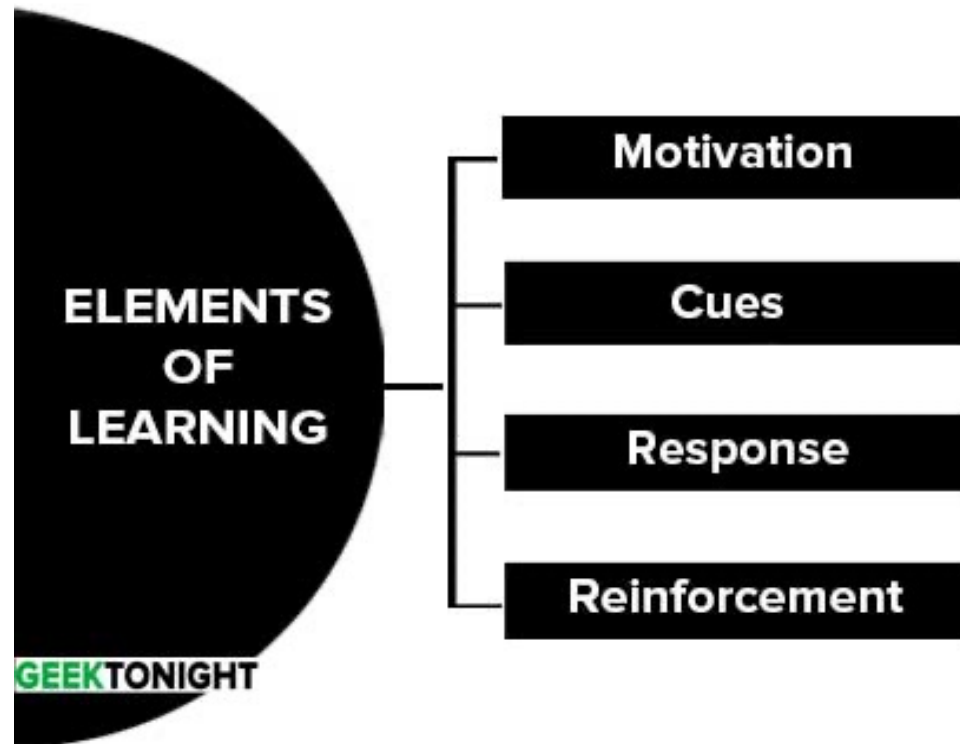 ELEMENTS
OF
LEARNING
Motivation
Cues
Response
Reinforcement
GEEKTONIGHT